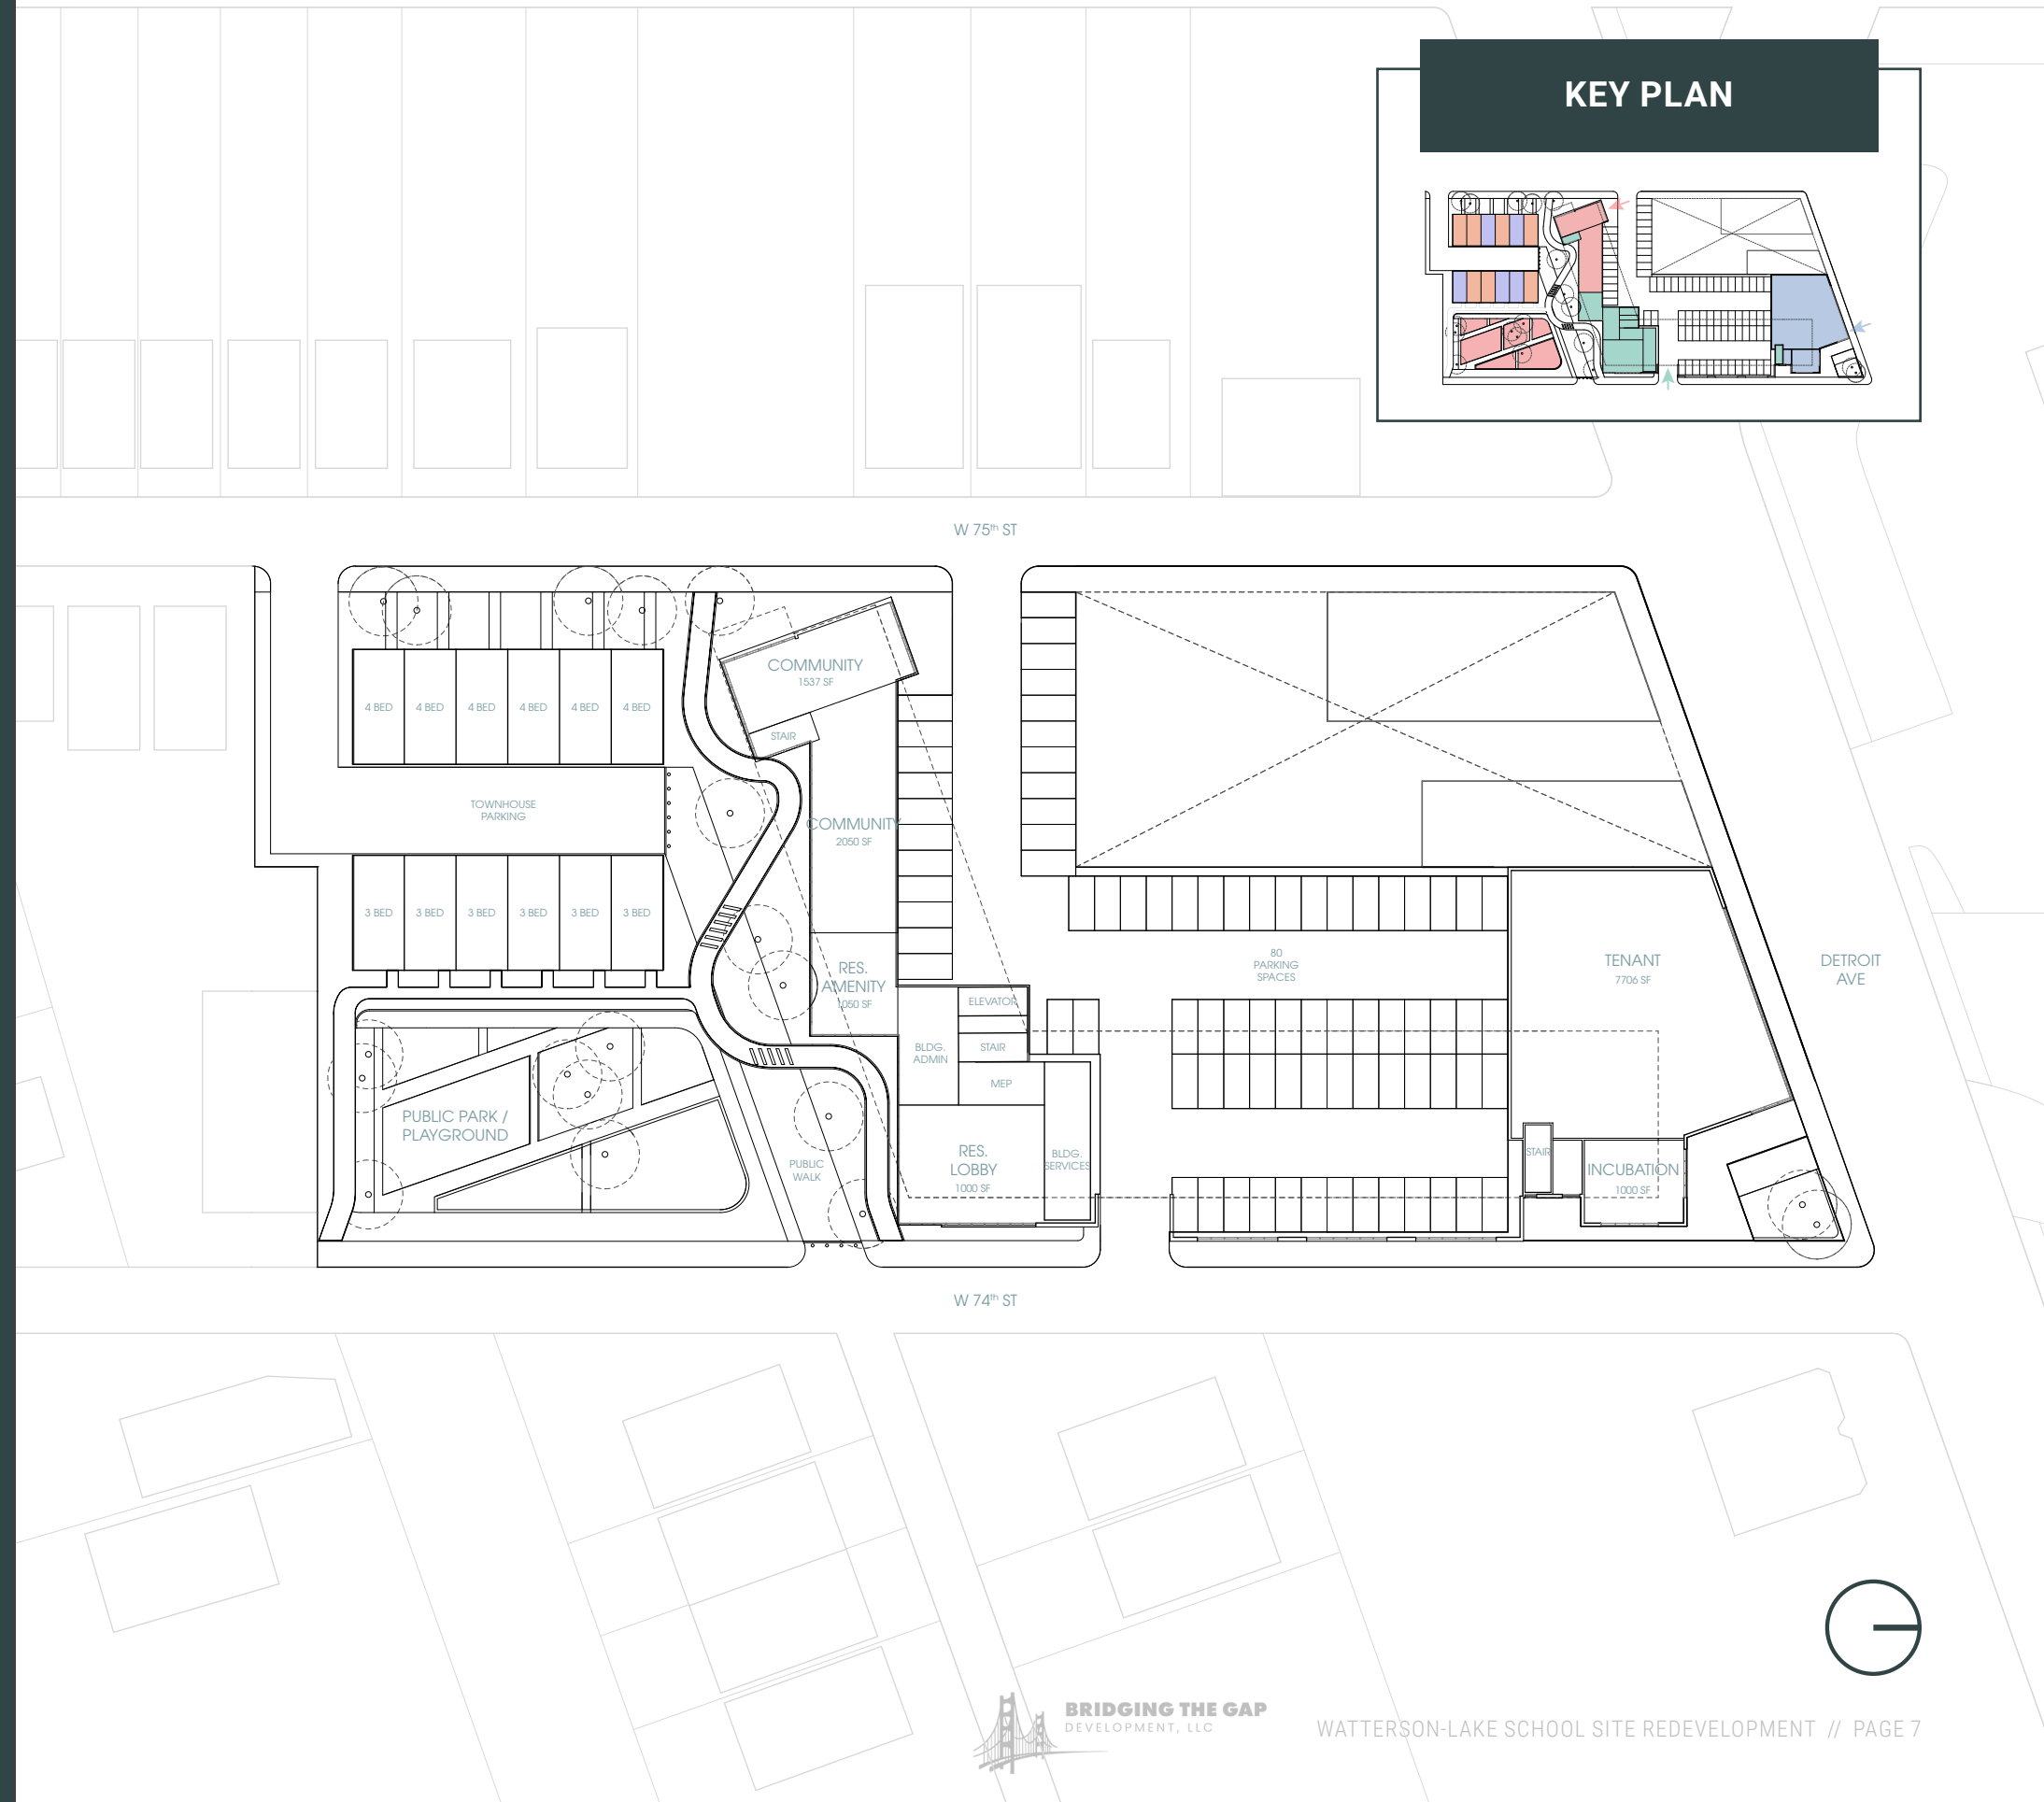 KEY PLAN
W 75th ST
COMMUNITY
1537 SF
STAIR
4 BED
4 BED
4 BED
4 BED
4 BED
4 BED
TOWNHOUSE
PARKING
COMMUNITY
2050 SF
3 BED
3 BED
3 BED
3 BED
3 BED
3 BED
RES.
AMENITY
1050 SF
ELEVATOR
STAIR
BLDG.
ADMIN
MEP
80
PARKING
SPACES
TENANT
7706 SF
DETROIT
AVE
PUBLIC PARK /
PLAYGROUND
PUBLIC
WALK
RES.
LOBBY
1000 SF
BLDG.
SERVICES
STAIR
INCUBATION
1000 SF
W 74th ST
BRIDGING THE GAP
DEVELOPMENT, LLC
WATTERSON-LAKE SCHOOL SITE REDEVELOPMENT // PAGE 7